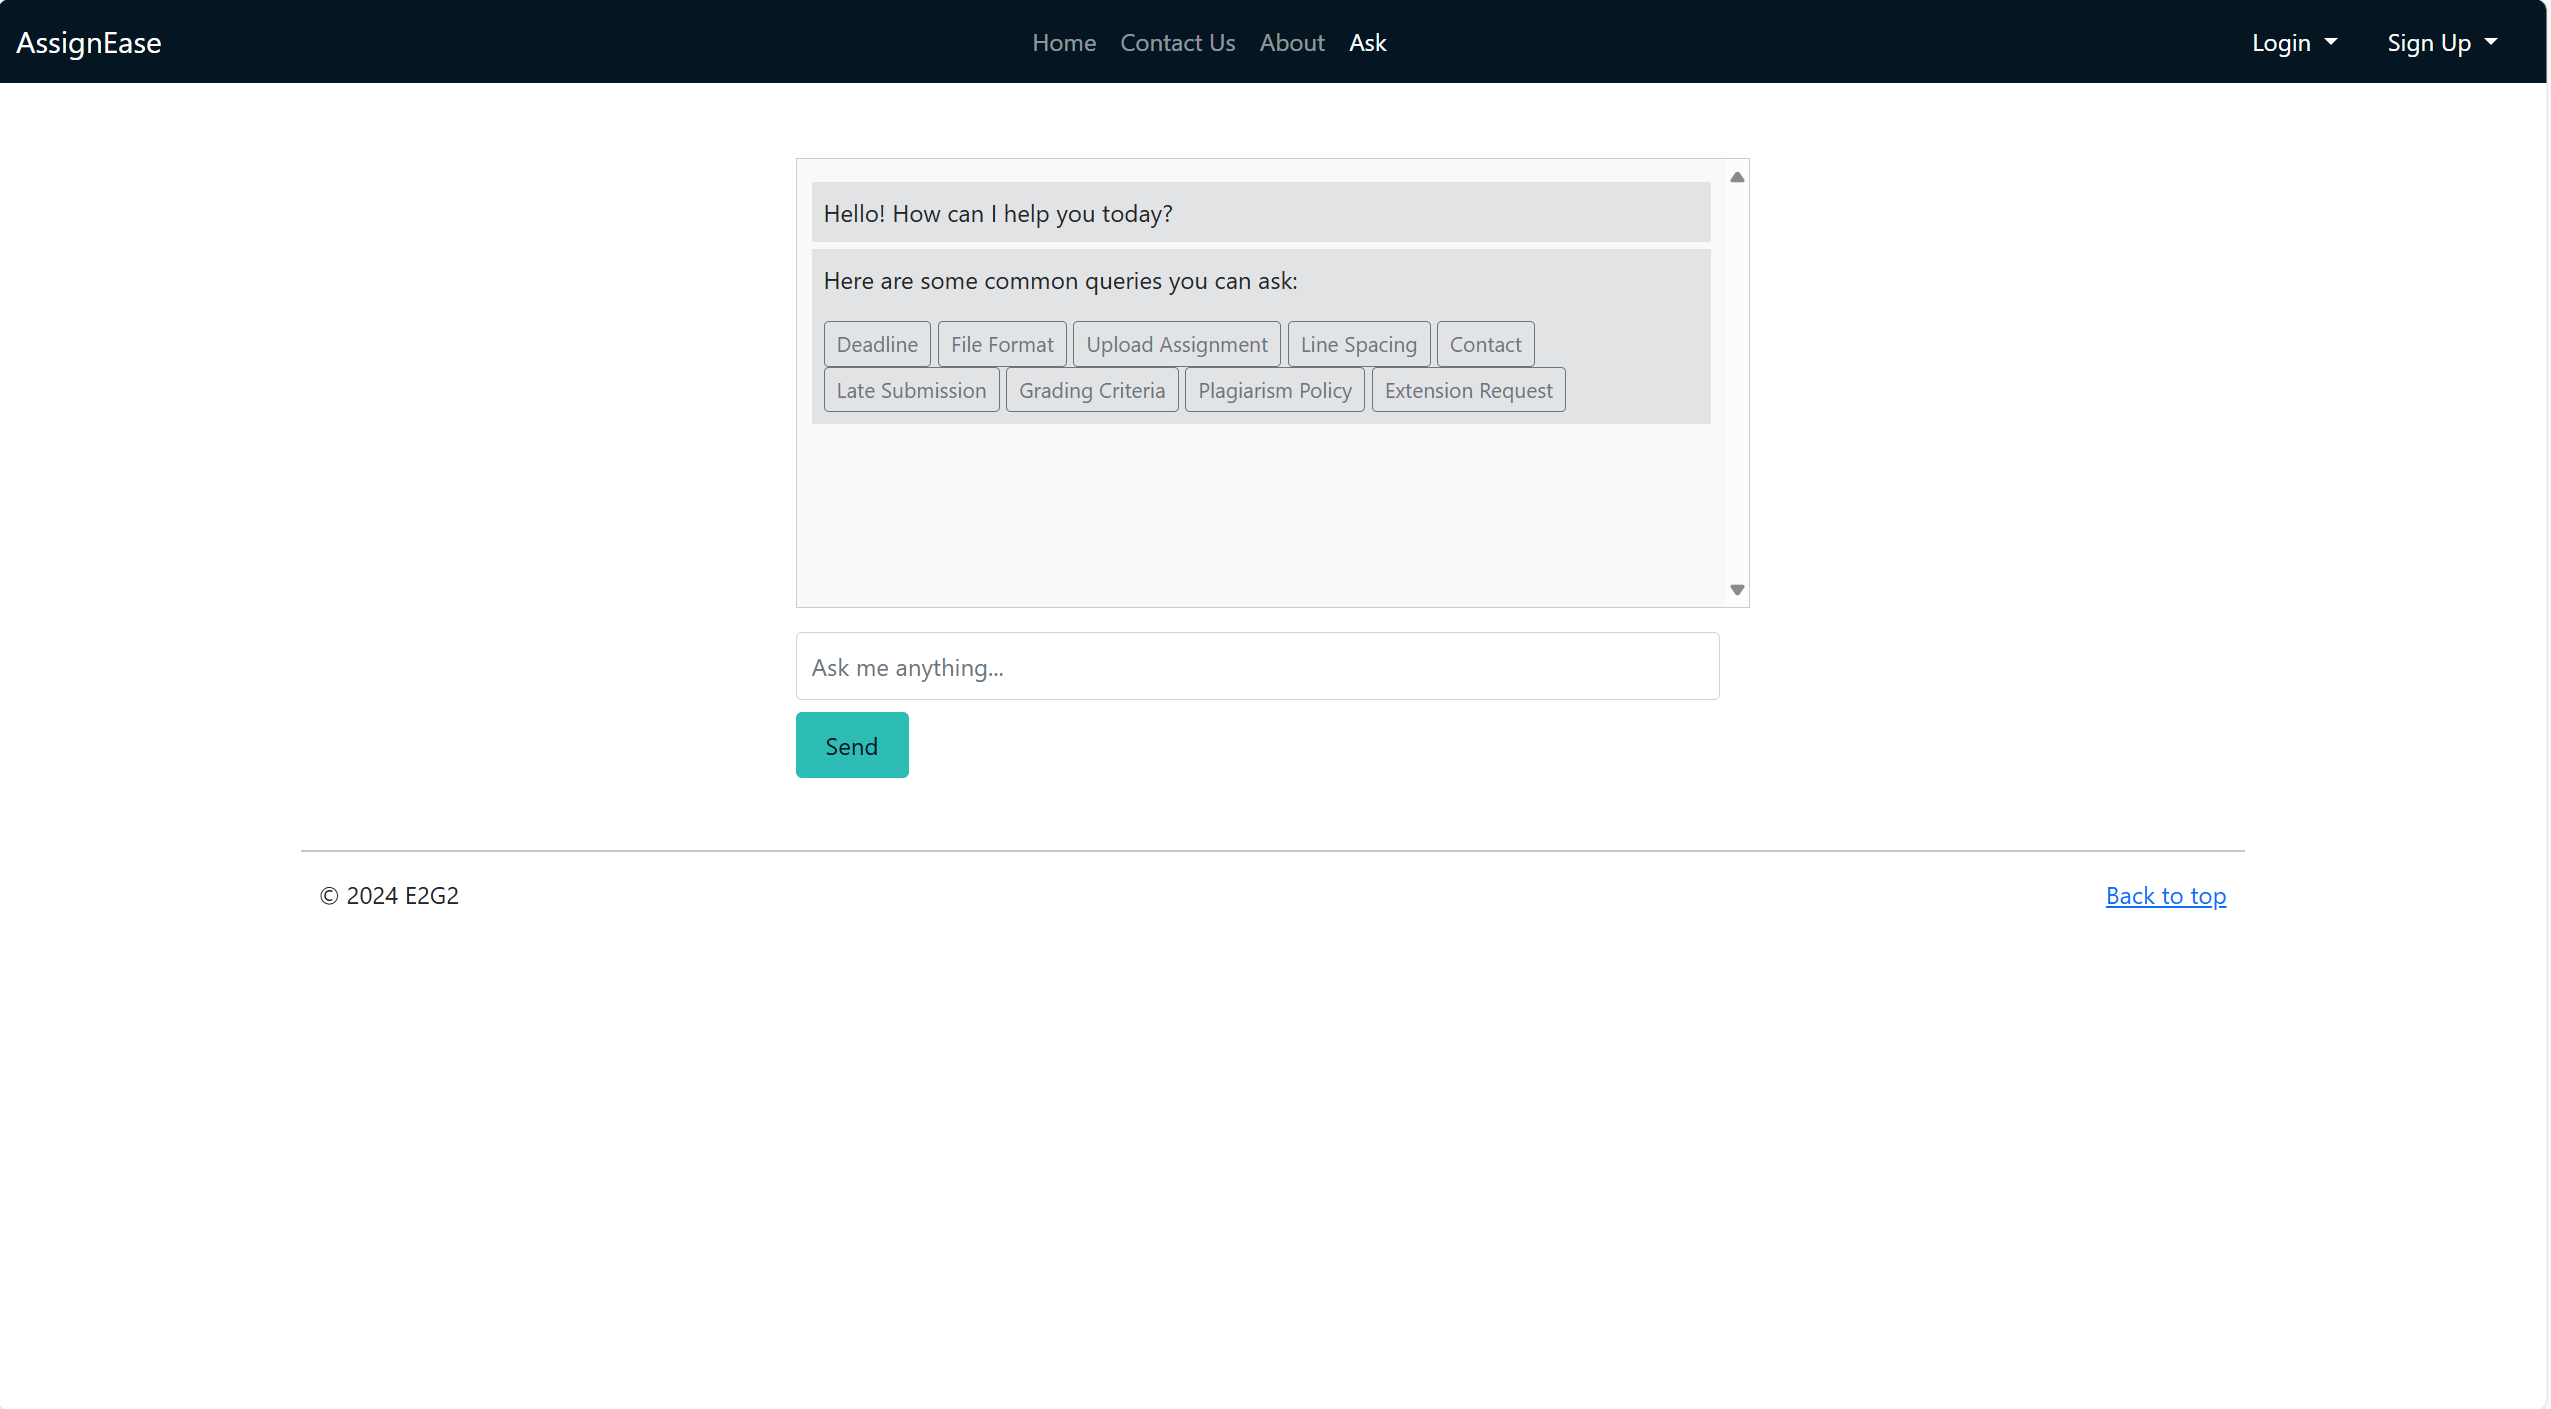 AssignEase Home Contact Us About Ask Login Sign Up
Hello! How can I help you today?
Here are some common queries you can ask:
Deadline File Format Upload Assignment Line Spacing Contact
Late Submission Grading Criteria Plagiarism Policy Extension Request
Ask me anything...
Send
© 2024 E2G2 Back to top